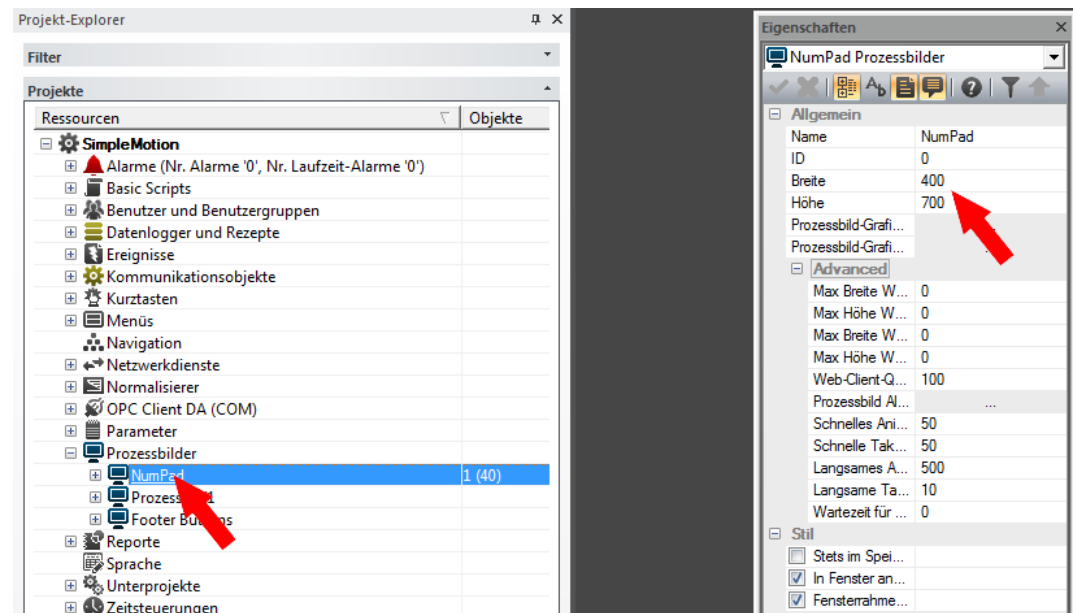 Projekt-Explorer
Filter
Projekte
Ressourcen Objekte
SimpleMotion
Alarme (Nr. Alarme '0', Nr. Laufzeit-Alarme '0')
Basic Scripts
Benutzer und Benutzergruppen
Datenlogger und Rezepte
Ereignisse
Kommunikationsobjekte
Kurztasten
Menüs
Navigation
Netzwerkdienste
Normalisierer
OPC Client DA (COM)
Parameter
Prozessbilder
NumPad 1 (40)
Footer
Reporte
Sprache
Unterprojekte
Zeitsteuerungen
Eigenschaften
NumPad Prozessbilder
Allgemein
Name NumPad
ID 0
Breite 400
Höhe 700
Prozessbild-Grafi... ...
Prozessbild-Grafi...
Advanced
Max Breite W... 0
Max Höhe W... 0
Max Breite W... 0
Max Höhe W... 0
Web-Client-Q... 100
Prozessbild Al... ...
Schnelles Ani... 50
Schnelle Tak... 50
Langsames A... 500
Langsame Ta... 10
Wartezeit für ... 0
Stil
Stets im Spei...
In Fenster an...
Fensterrahme...